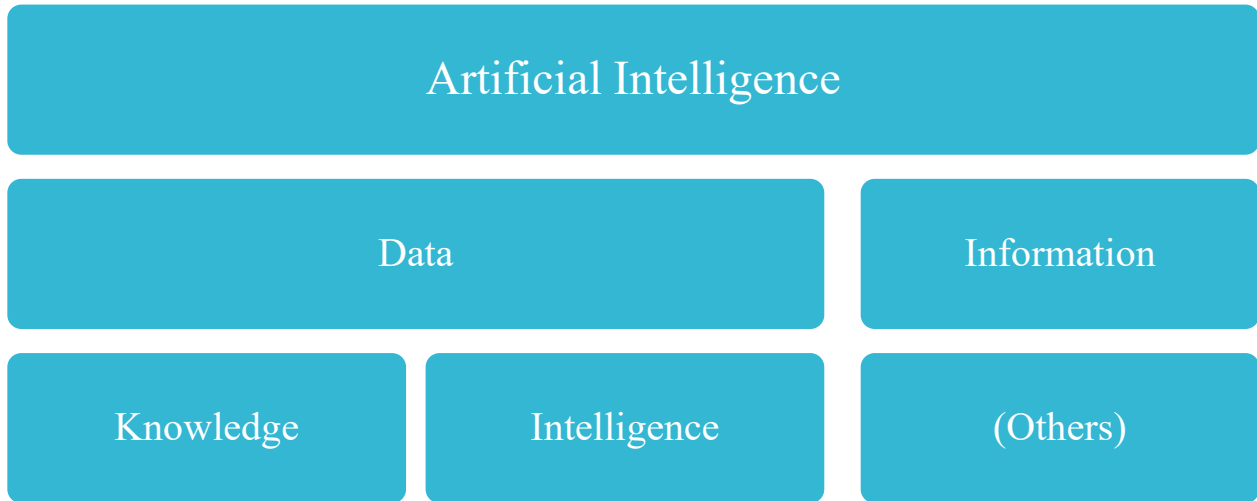 Artificial Intelligence
Data
Information
Knowledge
Intelligence
(Others)